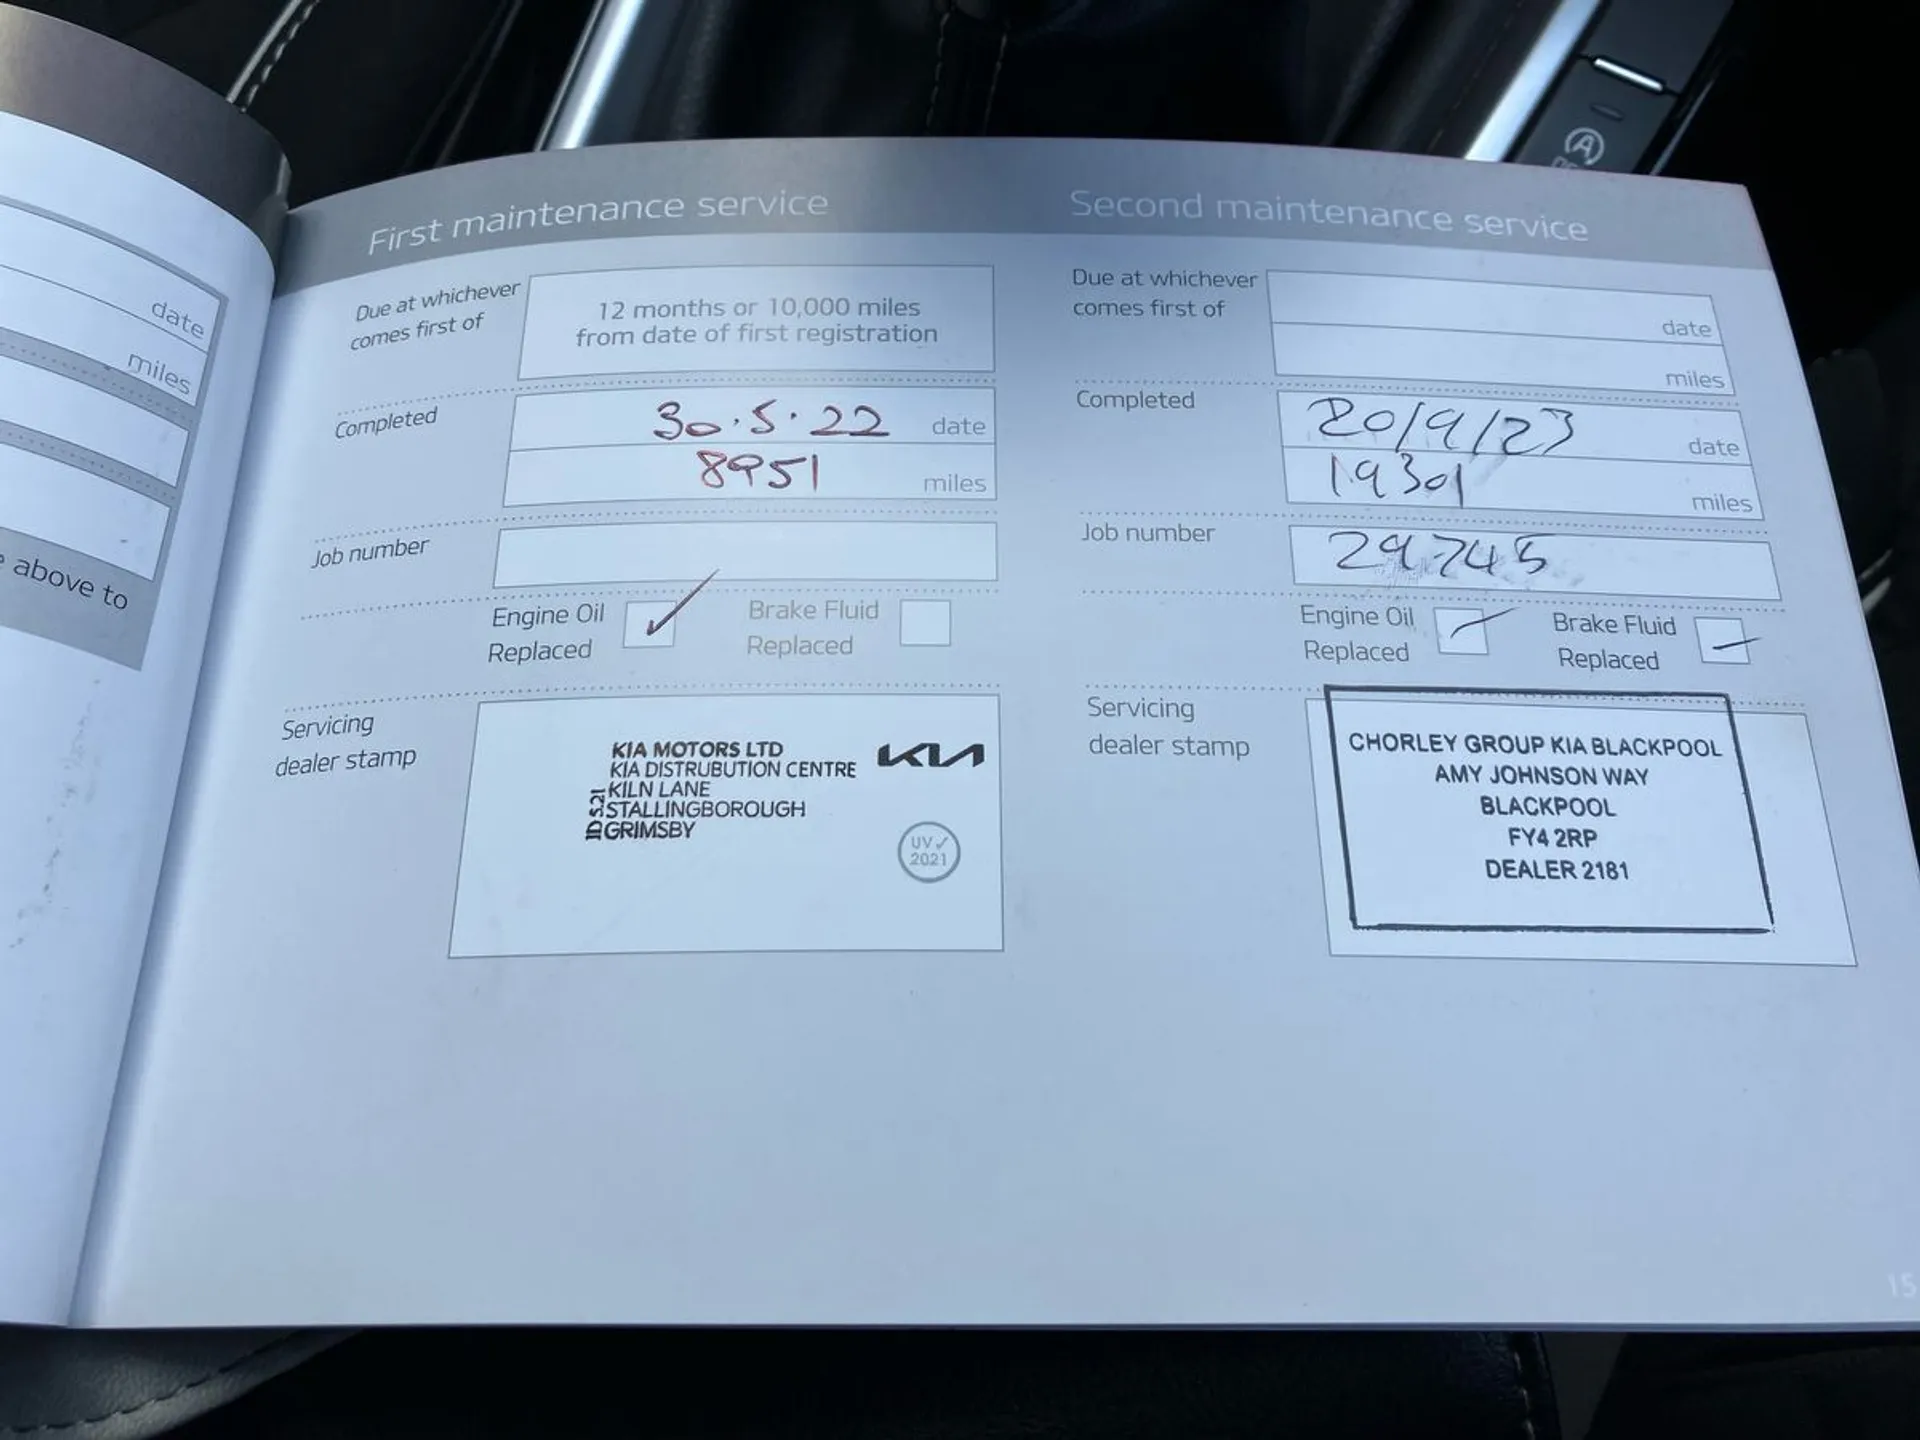 date
miles
above to
First maintenance service
Due at whichever
comes first of
12 months or 10,000 miles
from date of first registration
Completed
30.5.22 date
8951 miles
Job number
Engine Oil
Replaced
Brake Fluid
Replaced
Servicing
dealer stamp
KIA MOTORS LTD
KIA DISTRUBUTION CENTRE
KILN LANE
STALLINGBOROUGH
GRIMSBY
ID 5.21
KIA
UV✓
2021
Second maintenance service
Due at whichever
comes first of
date
miles
Completed
20/9/23 date
19301 miles
Job number
29745
Engine Oil
Replaced
Brake Fluid
Replaced
Servicing
dealer stamp
CHORLEY GROUP KIA BLACKPOOL
AMY JOHNSON WAY
BLACKPOOL
FY4 2RP
DEALER 2181
15
A